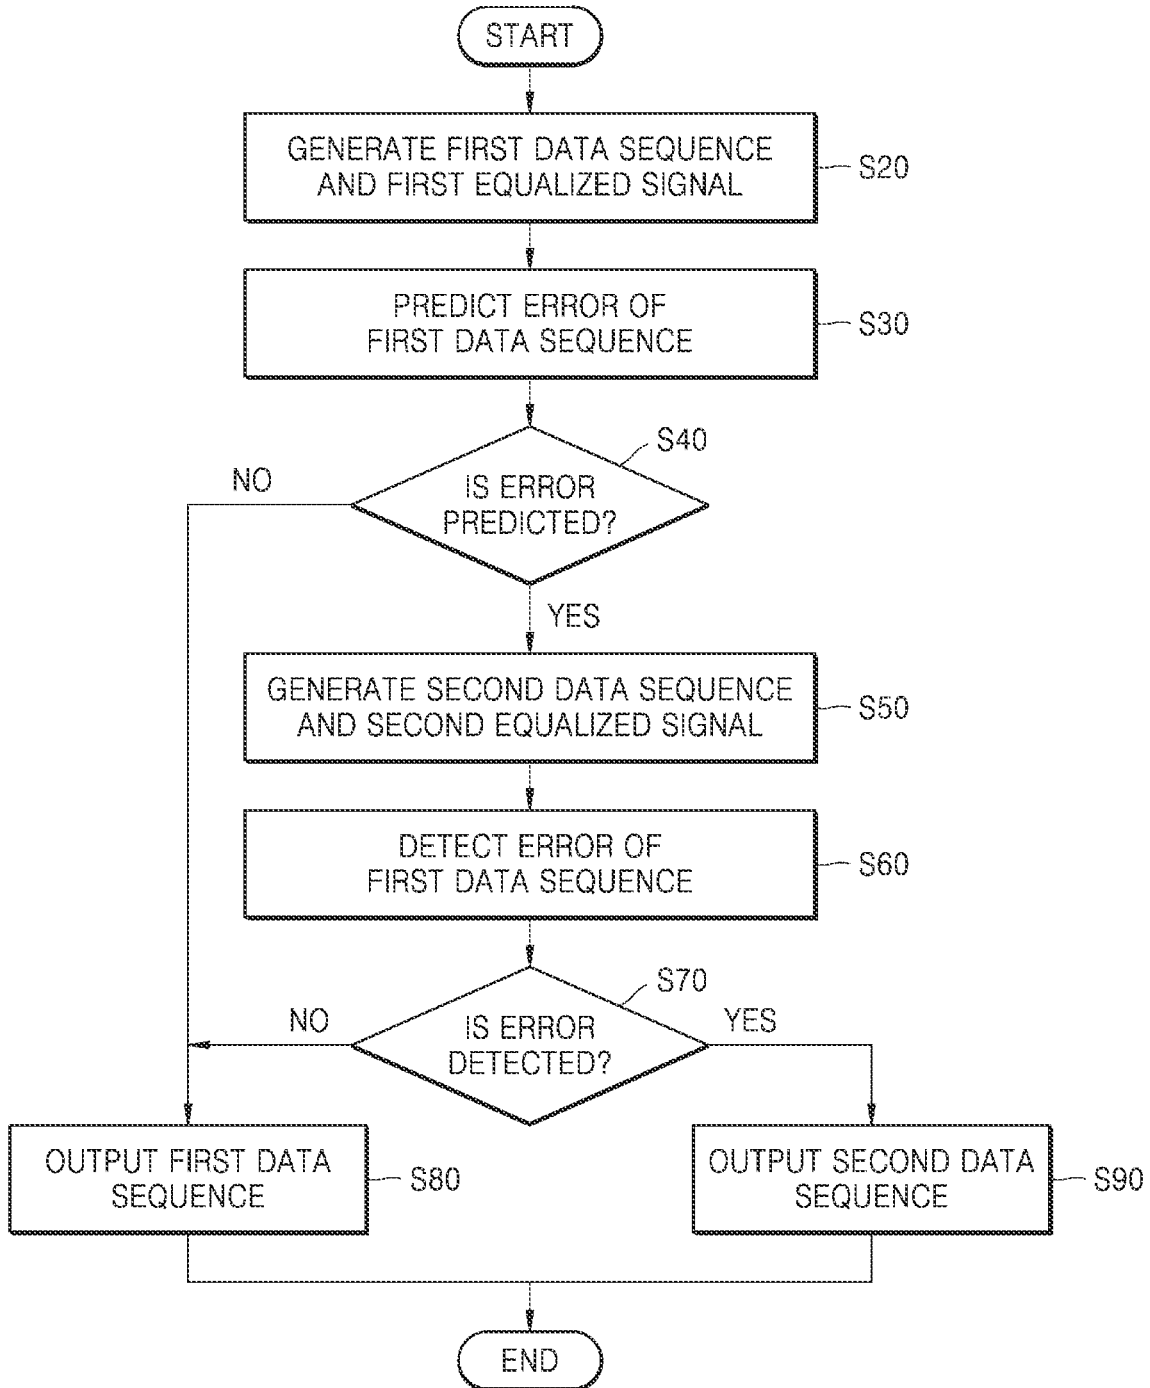 START
GENERATE FIRST DATA SEQUENCE
AND FIRST EQUALIZED SIGNAL
S20
PREDICT ERROR OF
FIRST DATA SEQUENCE
S30
S40
IS ERROR
PREDICTED?
NO
YES
GENERATE SECOND DATA SEQUENCE
AND SECOND EQUALIZED SIGNAL
S50
DETECT ERROR OF
FIRST DATA SEQUENCE
S60
S70
IS ERROR
DETECTED?
NO
YES
OUTPUT FIRST DATA
SEQUENCE
S80
OUTPUT SECOND DATA
SEQUENCE
S90
END